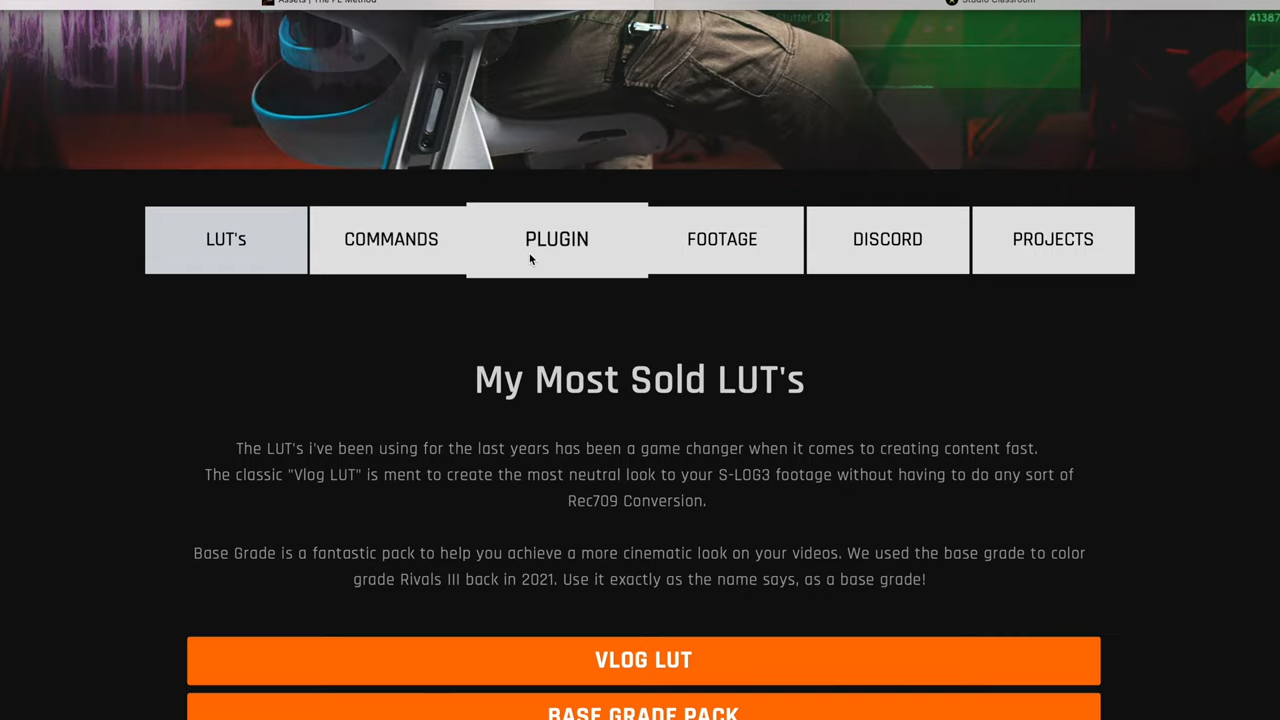 Assets | The PE Method
Studio Classroom
Stutter_02
41387
LUT's
COMMANDS
PLUGIN
FOOTAGE
DISCORD
PROJECTS
My Most Sold LUT's
The LUT's i've been using for the last years has been a game changer when it comes to creating content fast.
The classic "Vlog LUT" is ment to create the most neutral look to your S-LOG3 footage without having to do any sort of
Rec709 Conversion.
Base Grade is a fantastic pack to help you achieve a more cinematic look on your videos. We used the base grade to color
grade Rivals III back in 2021. Use it exactly as the name says, as a base grade!
VLOG LUT
BASE GRADE PACK